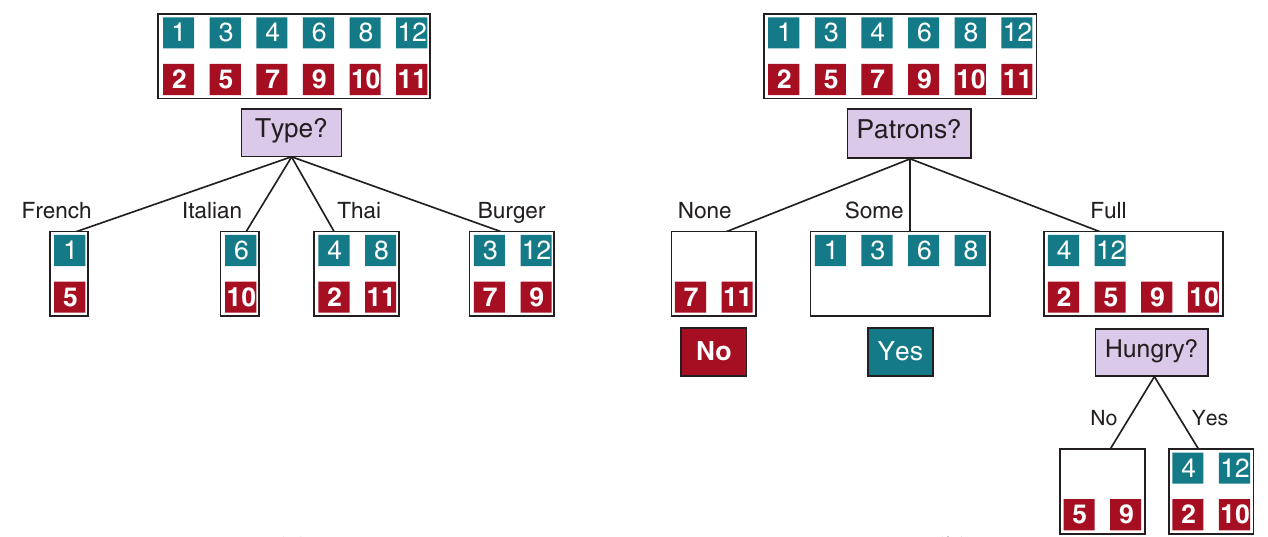 1 3 4 6 8 12
2 5 7 9 10 11
Type?
French Italian Thai Burger
1 6 4 8 3 12
5 10 2 11 7 9
1 3 4 6 8 12
2 5 7 9 10 11
Patrons?
None Some Full
1 3 6 8 4 12
7 11 2 5 9 10
No Yes Hungry?
No Yes
4 12
5 9 2 10